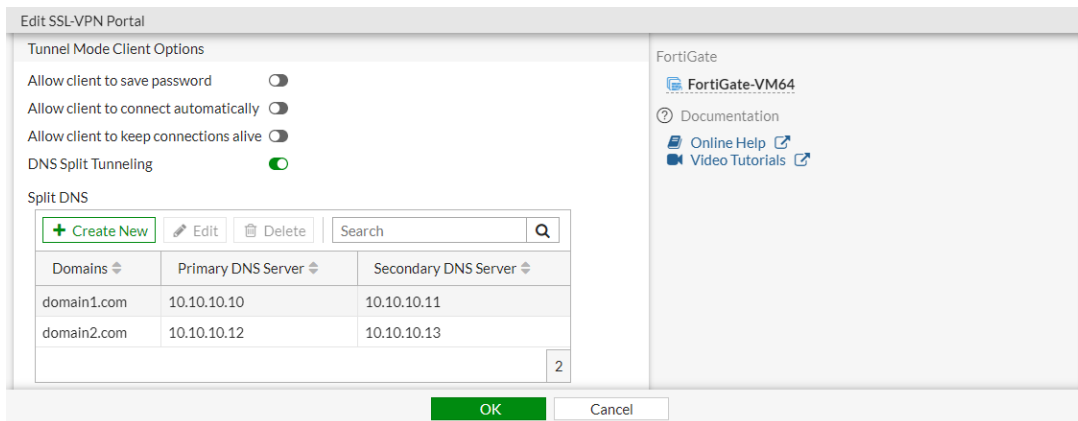 Edit SSL-VPN Portal
Tunnel Mode Client Options
Allow client to save password
Allow client to connect automatically
Allow client to keep connections alive
DNS Split Tunneling
Split DNS
Create New Edit Delete Search
Domains Primary DNS Server Secondary DNS Server
domain1.com 10.10.10.10 10.10.10.11
domain2.com 10.10.10.12 10.10.10.13
2
FortiGate
FortiGate-VM64
Documentation
Online Help
Video Tutorials
OK Cancel